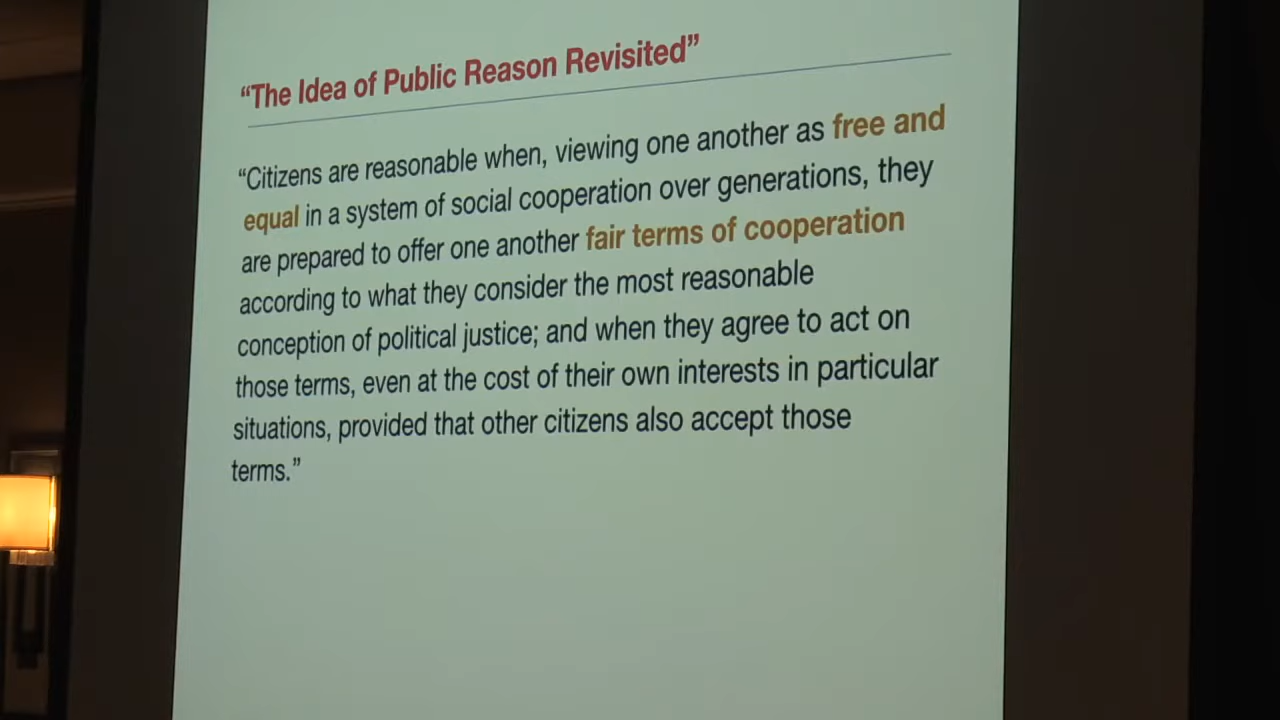 “The Idea of Public Reason Revisited”
“Citizens are reasonable when, viewing one another as free and
equal in a system of social cooperation over generations, they
are prepared to offer one another fair terms of cooperation
according to what they consider the most reasonable
conception of political justice; and when they agree to act on
those terms, even at the cost of their own interests in particular
situations, provided that other citizens also accept those
terms.”